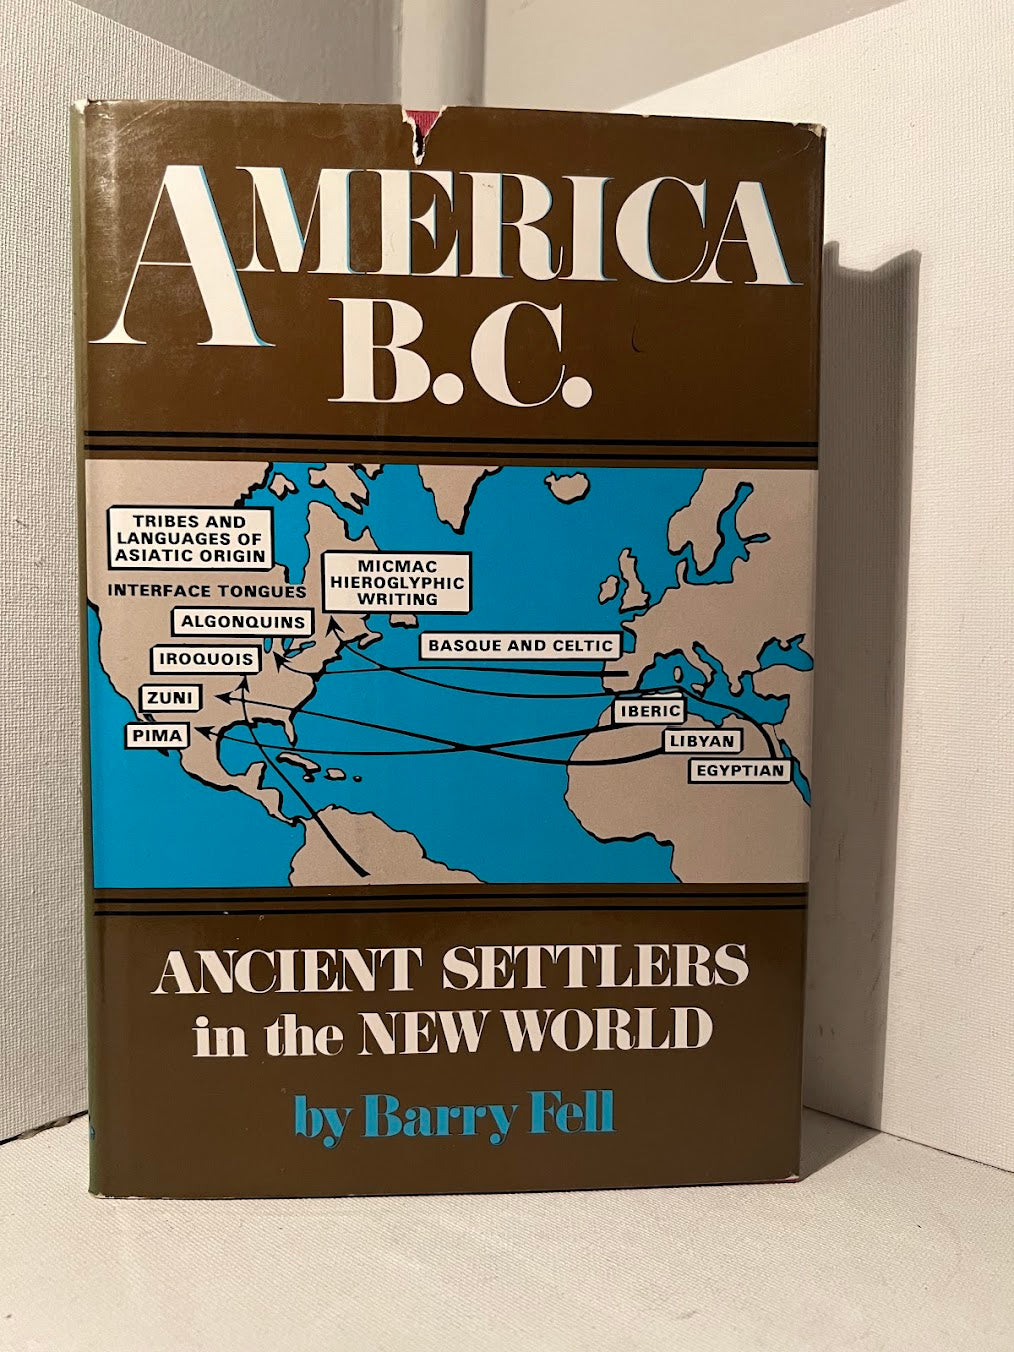 AMERICA
B.C.
TRIBES AND
LANGUAGES OF
ASIATIC ORIGIN
INTERFACE TONGUES
MICMAC
HIEROGLYPHIC
WRITING
ALGONQUINS
IROQUOIS
BASQUE AND CELTIC
ZUNI
PIMA
IBERIC
LIBYAN
EGYPTIAN
ANCIENT SETTLERS
in the NEW WORLD
by Barry Fell